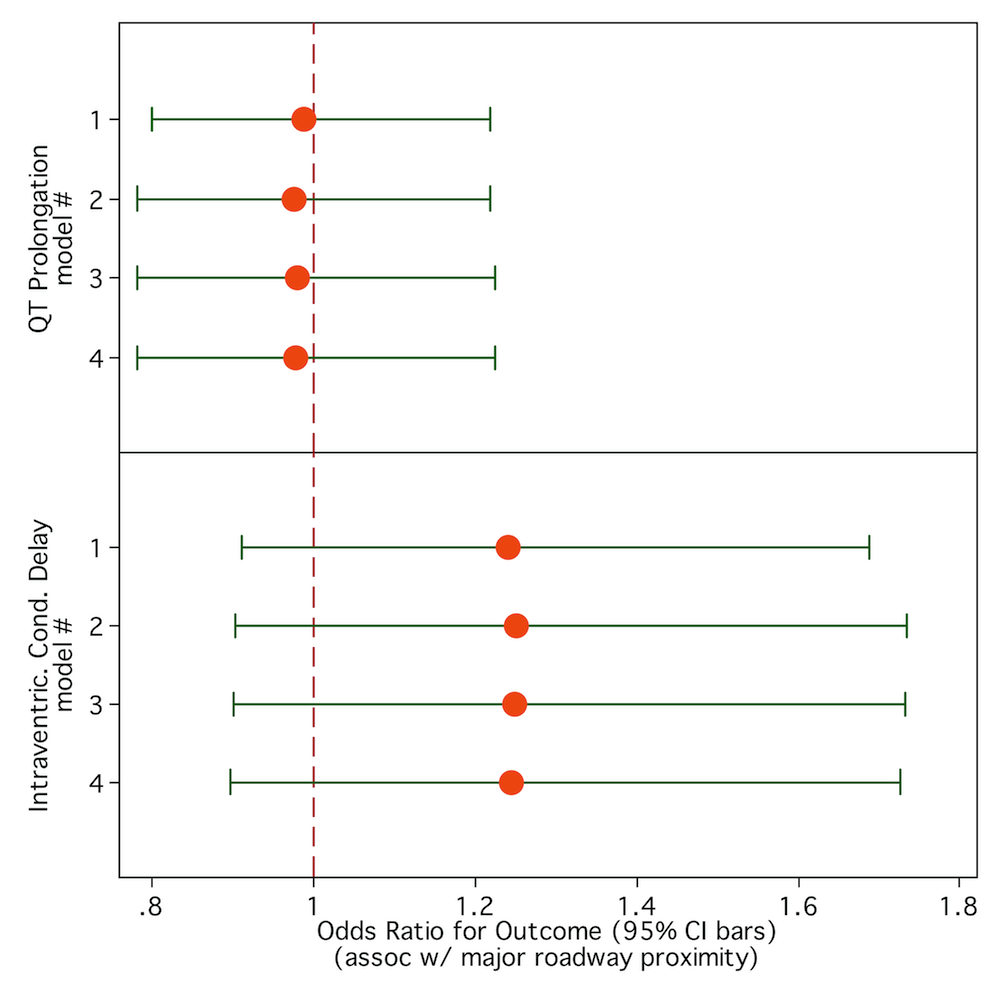 QT Prolongation
model #
1
2
3
4
Intraventric. Cond. Delay
model #
1
2
3
4
.8
1
1.2
1.4
1.6
1.8
Odds Ratio for Outcome (95% CI bars)
(assoc w/ major roadway proximity)